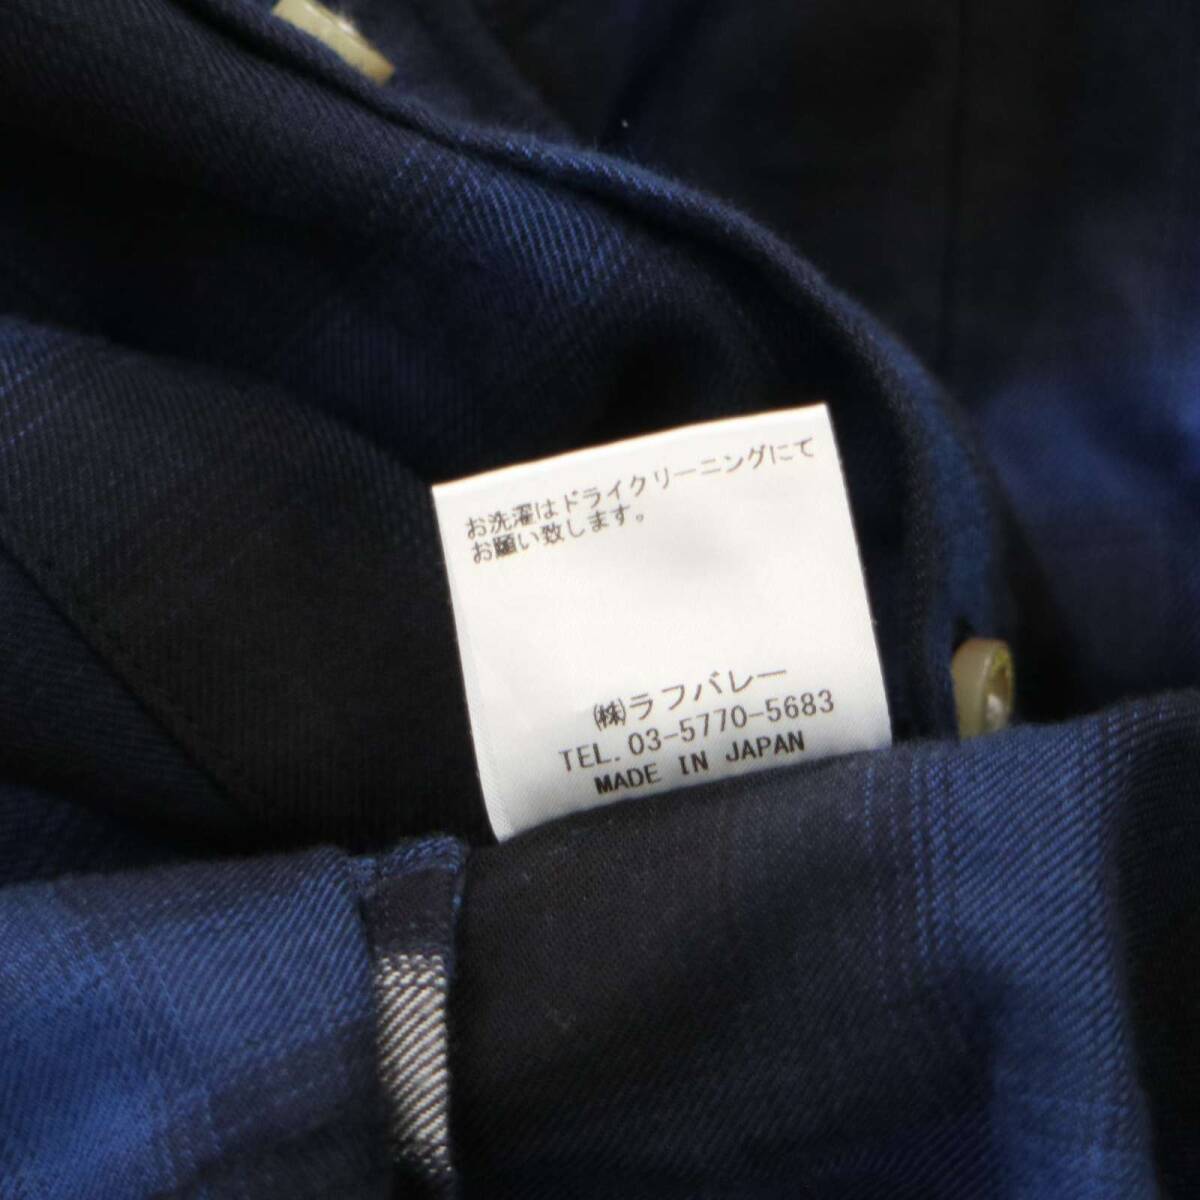 お洗濯はドライクリーニングにて
お願い致します。
㈱ラフバレー
TEL. 03-5770-5683
MADE IN JAPAN